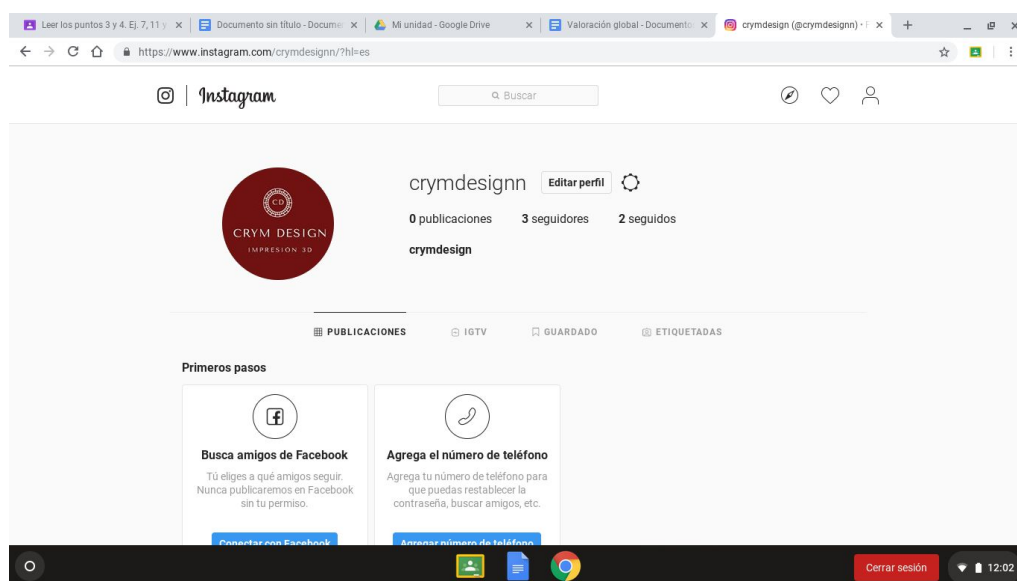 Leer los puntos 3 y 4. Ej. 7, 11 y
Documento sin título - Docume
Mi unidad - Google Drive
Valoración global - Documento
crymdesign (@crymdesignn) •
https://www.instagram.com/crymdesignn/?hl=es
Instagram
Buscar
CD
CRYM DESIGN
IMPRESIÓN 3D
crymdesignn Editar perfil
0 publicaciones 3 seguidores 2 seguidos
crymdesign
PUBLICACIONES IGTV GUARDADO ETIQUETADAS
Primeros pasos
Busca amigos de Facebook
Tú eliges a qué amigos seguir.
Nunca publicaremos en Facebook
sin tu permiso.
Conectar con Facebook
Agrega el número de teléfono
Agrega tu número de teléfono para
que puedas restablecer la
contraseña, buscar amigos, etc.
Agregar número de teléfono
Cerrar sesión 12:02